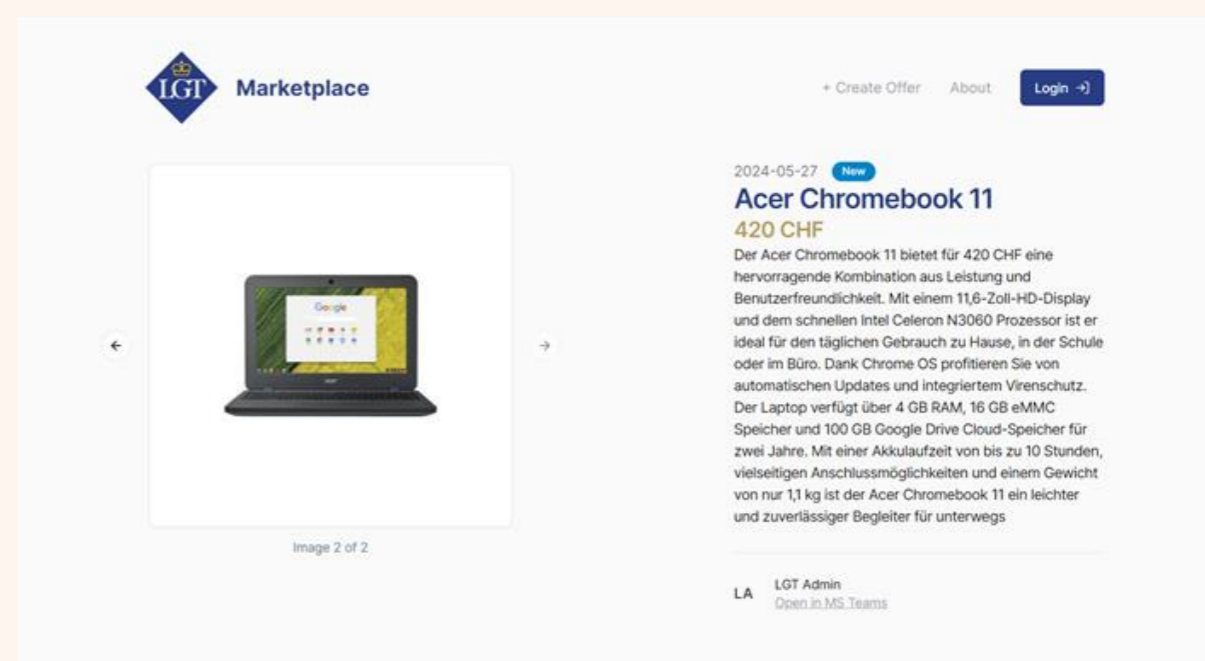 LGT
Marketplace
+ Create Offer
About
Login
2024-05-27
New
Acer Chromebook 11
420 CHF
Der Acer Chromebook 11 bietet für 420 CHF eine
hervorragende Kombination aus Leistung und
Benutzerfreundlichkeit. Mit einem 11,6-Zoll-HD-Display
und dem schnellen Intel Celeron N3060 Prozessor ist er
ideal für den täglichen Gebrauch zu Hause, in der Schule
oder im Büro. Dank Chrome OS profitieren Sie von
automatischen Updates und integriertem Virenschutz.
Der Laptop verfügt über 4 GB RAM, 16 GB eMMC
Speicher und 100 GB Google Drive Cloud-Speicher für
zwei Jahre. Mit einer Akkulaufzeit von bis zu 10 Stunden,
vielseitigen Anschlussmöglichkeiten und einem Gewicht
von nur 1,1 kg ist der Acer Chromebook 11 ein leichter
und zuverlässiger Begleiter für unterwegs
Google
acer
Image 2 of 2
LA
LGT Admin
Open in MS Teams